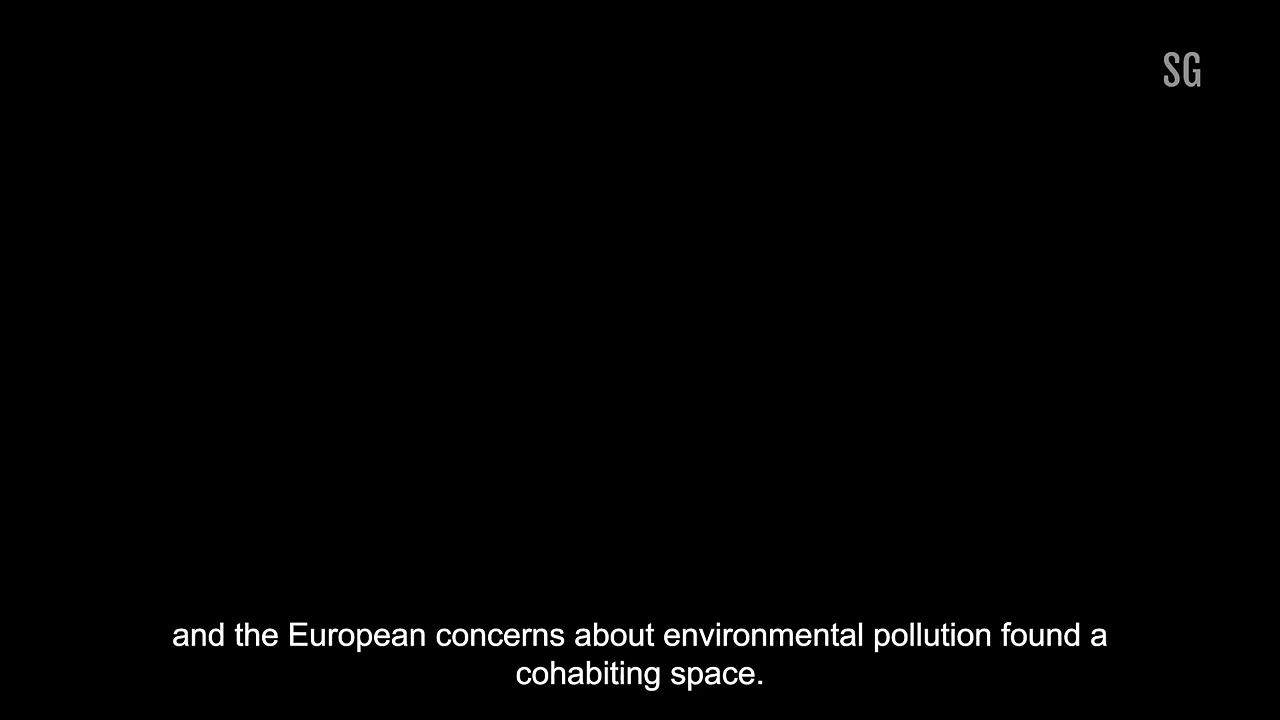 SG
and the European concerns about environmental pollution found a
cohabiting space.